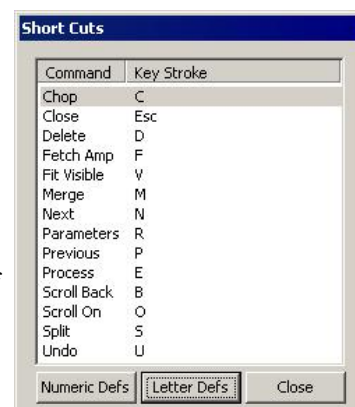 Short Cuts
Command Key Stroke
Chop C
Close Esc
Delete D
Fetch Amp F
Fit Visible V
Merge M
Next N
Parameters R
Previous P
Process E
Scroll Back B
Scroll On O
Split S
Undo U
Numeric Defs Letter Defs Close